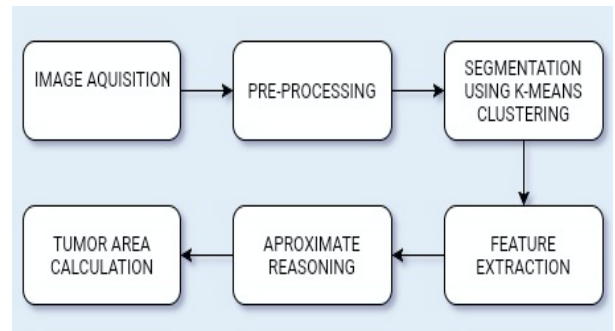 IMAGE AQUISITION
PRE-PROCESSING
SEGMENTATION
USING K-MEANS
CLUSTERING
FEATURE
EXTRACTION
APROXIMATE
REASONING
TUMOR AREA
CALCULATION